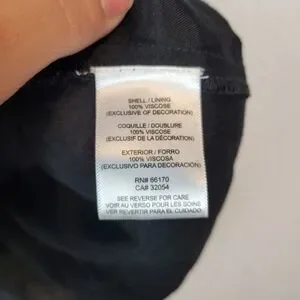 SHELL / LINING
100% VISCOSE
(EXCLUSIVE OF DECORATION)
COQUILLE / DOUBLURE
100% VISCOSE
(EXCLUSIF DE LA DÉCORATION)
EXTERIOR / FORRO
100% VISCOSA
(EXCLUSIVO PARA DECORACIÓN)
RN# 66170
CA# 32054
SEE REVERSE FOR CARE
VOIR AU VERSO POUR LES SOINS
VER REVERTIR PARA EL CUIDADO